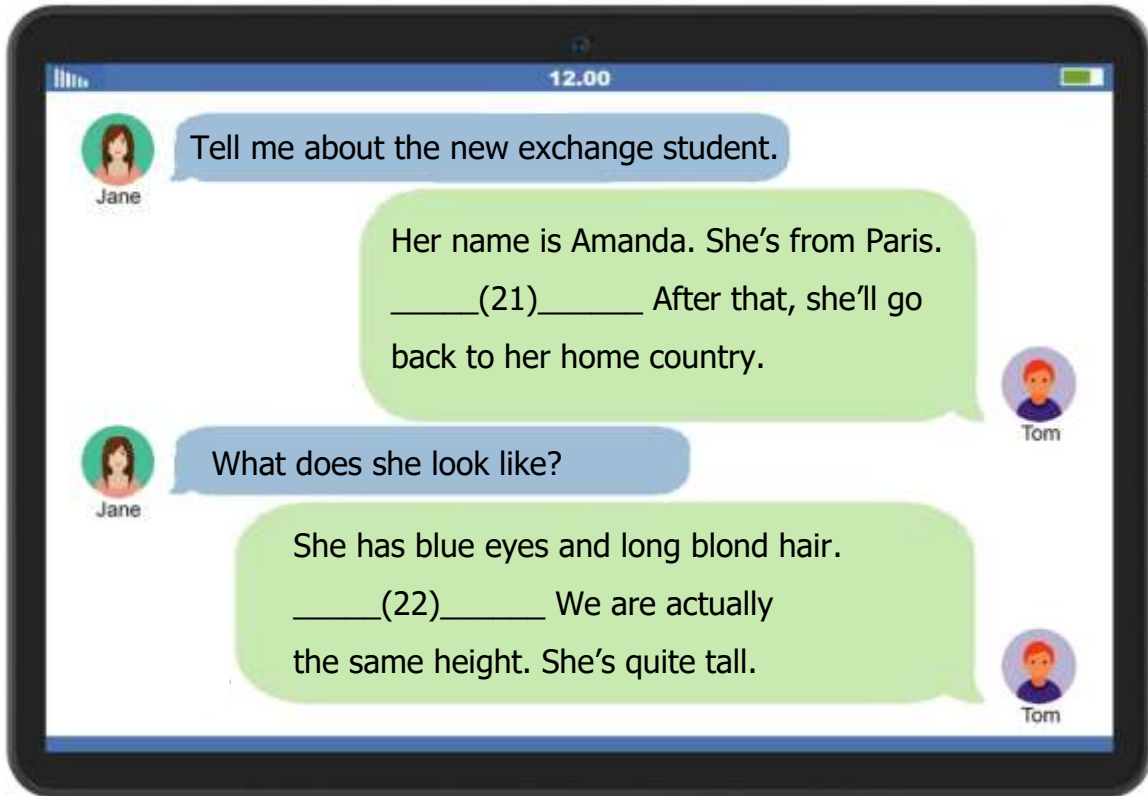 12.00
Tell me about the new exchange student.
Jane
Her name is Amanda. She’s from Paris.
_____(21)______ After that, she’ll go
back to her home country.
Tom
What does she look like?
Jane
She has blue eyes and long blond hair.
_____(22)______ We are actually
the same height. She’s quite tall.
Tom